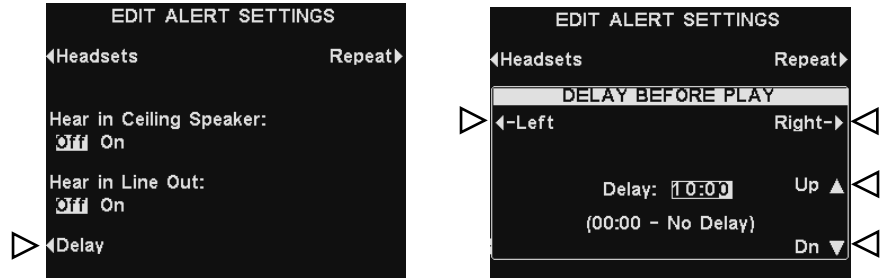 EDIT ALERT SETTINGS
◀Headsets Repeat▶
Hear in Ceiling Speaker:
Off On
Hear in Line Out:
Off On
◀Delay
EDIT ALERT SETTINGS
◀Headsets Repeat▶
DELAY BEFORE PLAY
◀-Left Right-▶
Delay: 10:00 Up ▲
(00:00 - No Delay)
Dn ▼